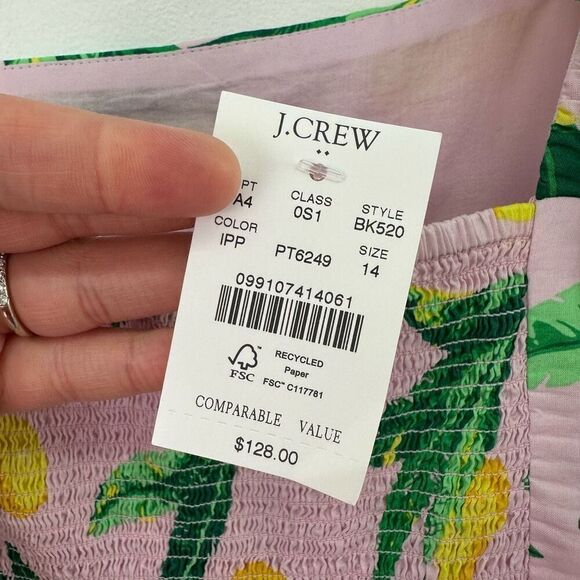 J.CREW
PT CLASS STYLE
A4 0S1 BK520
COLOR SIZE
IPP PT6249 14
099107414061
RECYCLED
Paper
FSC FSC™ C117781
COMPARABLE VALUE
$128.00